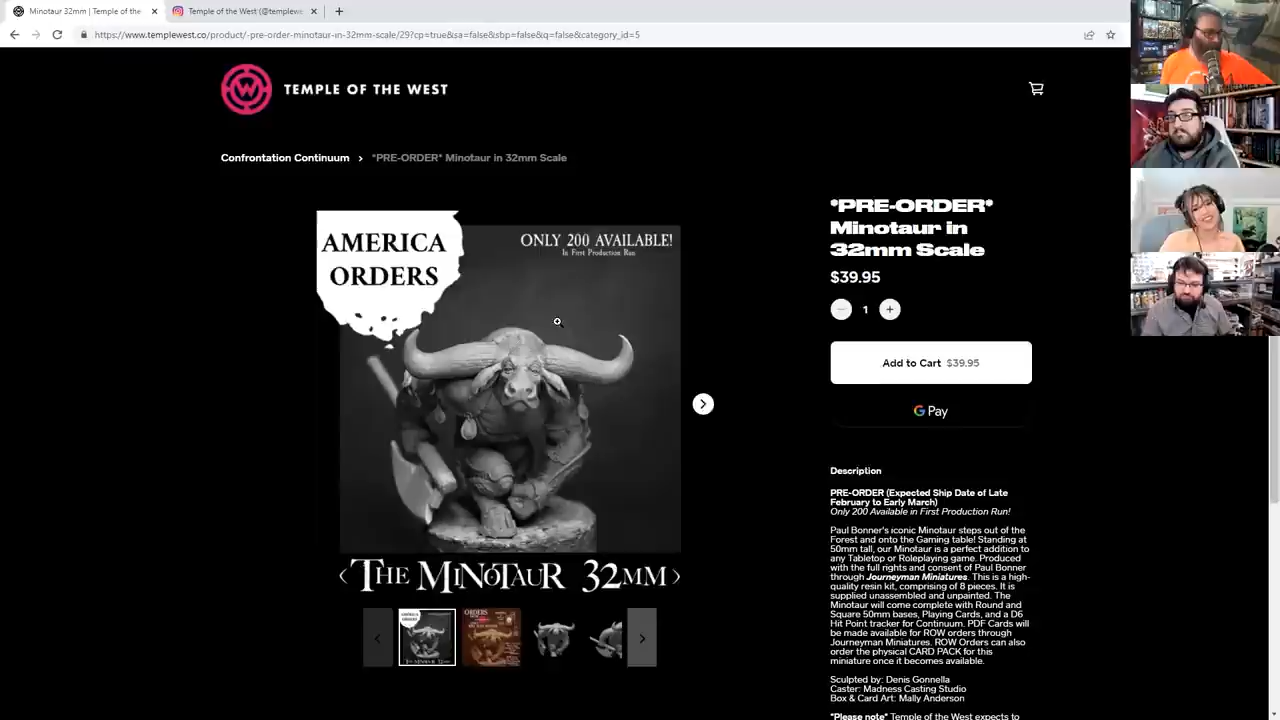 Minotaur 32mm | Temple of the
Temple of the West (@templewe
https://www.templewest.co/product/-pre-order-minotaur-in-32mm-scale/29?cp=true&sa=false&sbp=false&q=false&category_id=5
TEMPLE OF THE WEST
Confrontation Continuum > *PRE-ORDER* Minotaur in 32mm Scale
AMERICA
ORDERS
ONLY 200 AVAILABLE!
In First Production Run
THE MINOTAUR 32MM
*PRE-ORDER*
Minotaur in
32mm Scale
$39.95
1
Add to Cart $39.95
G Pay
Description
PRE-ORDER (Expected Ship Date of Late
February to Early March)
Only 200 Available in First Production Run!
Paul Bonner's iconic Minotaur steps out of the
Forest and onto the Gaming table! Standing at
50mm tall, our Minotaur is a perfect addition to
any Tabletop or Roleplaying game. Produced
with the full rights and consent of Paul Bonner
through Journeyman Miniatures. This is a high-
quality resin kit, comprising of 8 pieces. It is
supplied unassembled and unpainted. The
Minotaur will come complete with Round and
Square 50mm bases, Playing Cards, and a D6
Hit Point tracker for Continuum. PDF Cards will
be made available for ROW orders through
Journeyman Miniatures. ROW Orders can also
order the physical CARD PACK for this
miniature once it becomes available.
Sculpted by: Denis Gonnella
Caster: Madness Casting Studio
Box & Card Art: Mally Anderson
*Please note* Temple of the West expects to